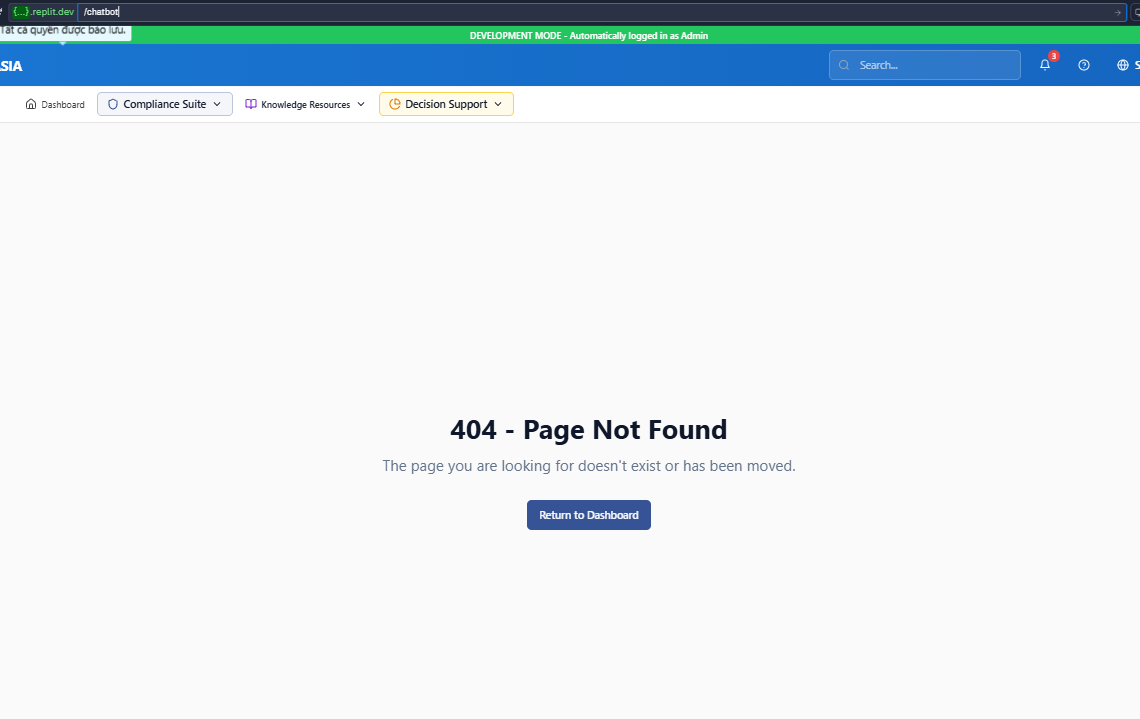 {...}.replit.dev /chatbot
Tất cả quyền được bảo lưu.
DEVELOPMENT MODE - Automatically logged in as Admin
SIA
Search...
3
Dashboard Compliance Suite Knowledge Resources Decision Support
404 - Page Not Found
The page you are looking for doesn't exist or has been moved.
Return to Dashboard